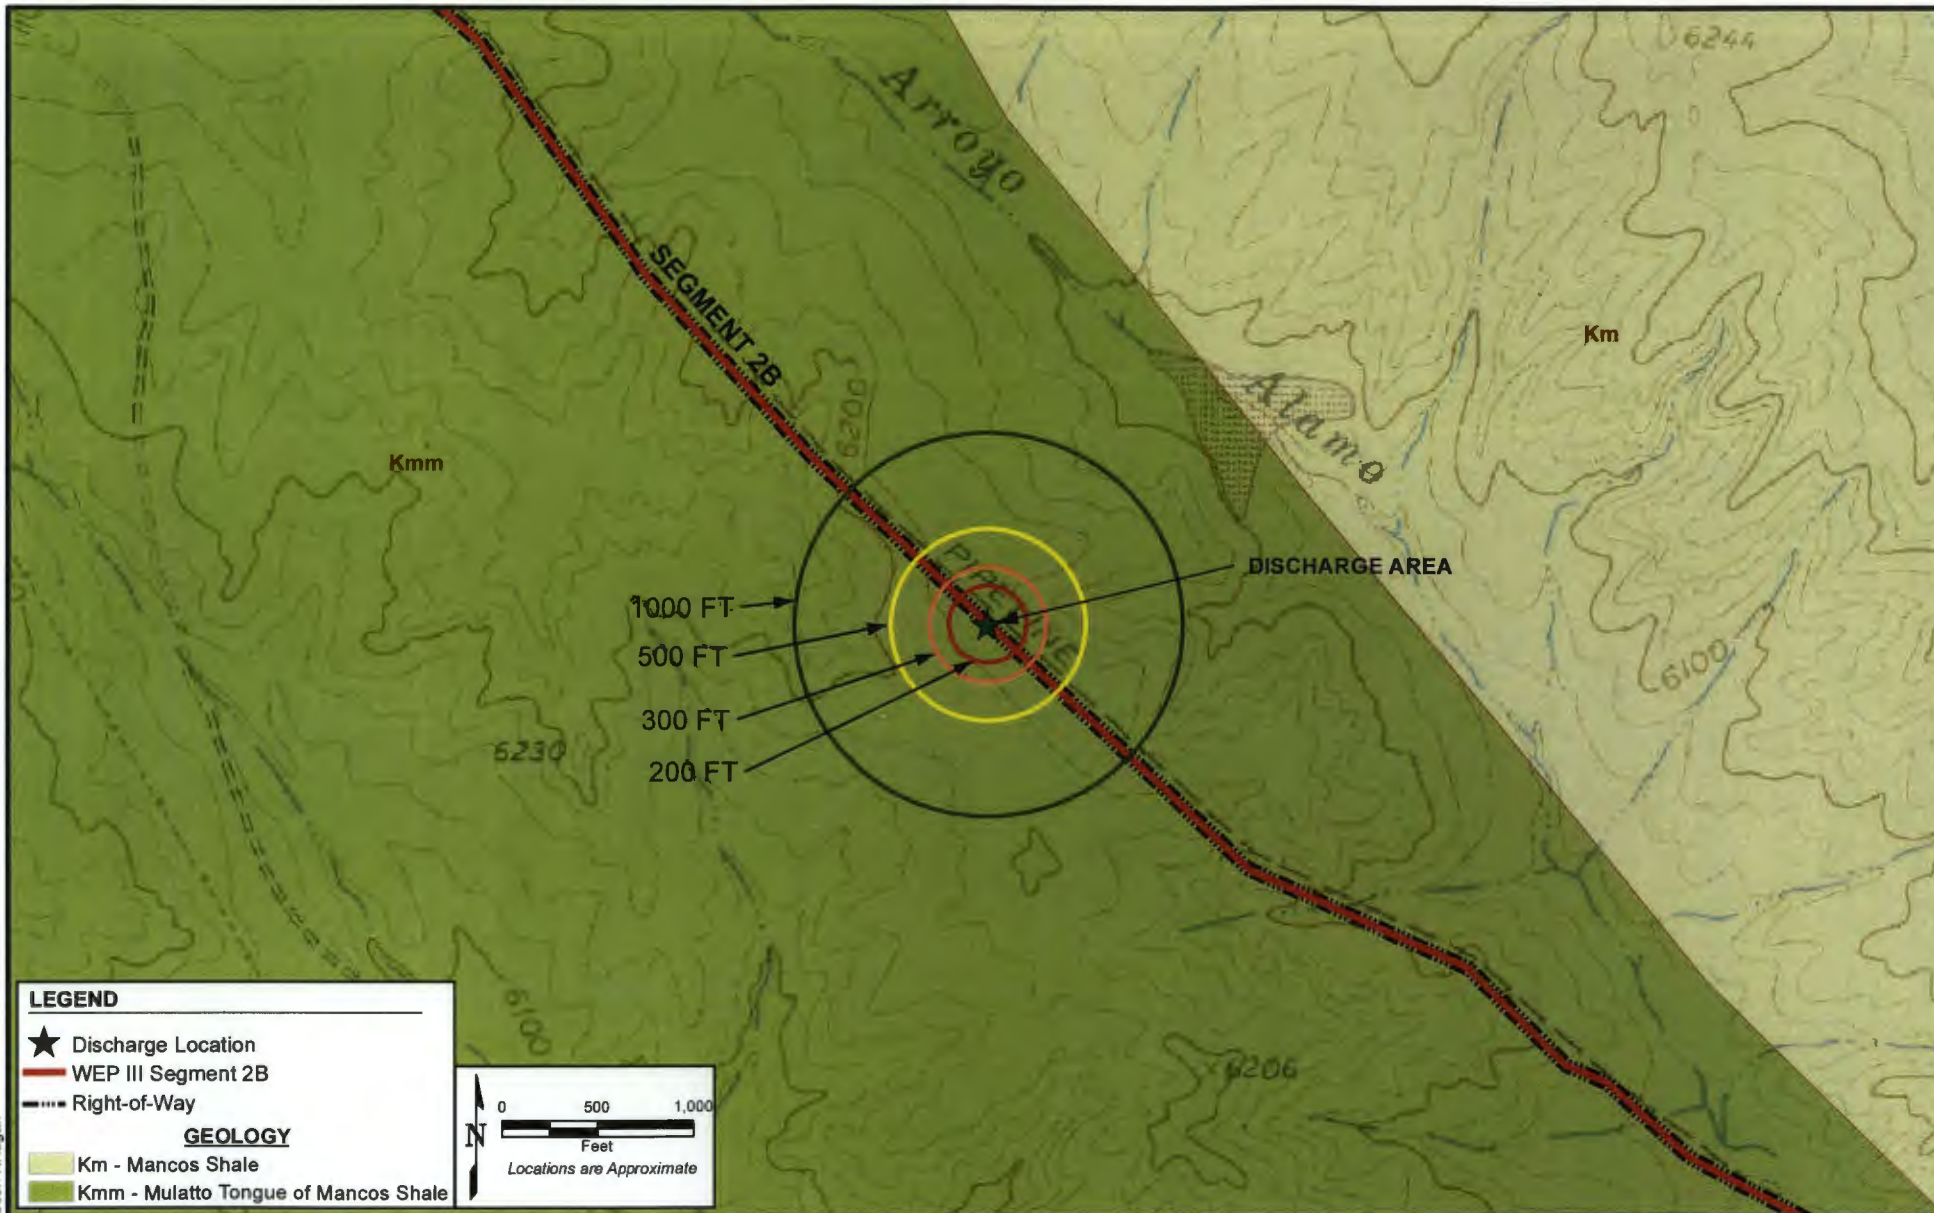 6244
Arroyo
SEGMENT 2B
Km
Alamo
6200
Kmm
PIPELINE
DISCHARGE AREA
1000 FT
500 FT
300 FT
200 FT
6100
6230
6100
6206
LEGEND
Discharge Location
WEP III Segment 2B
Right-of-Way
GEOLOGY
Km - Mancos Shale
Kmm - Mulatto Tongue of Mancos Shale
N
0 500 1,000
Feet
Locations are Approximate